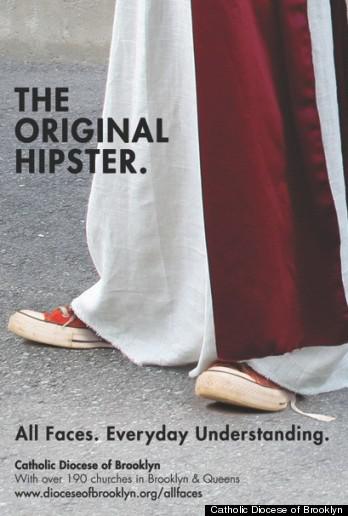 THE
ORIGINAL
HIPSTER.
All Faces. Everyday Understanding.
Catholic Diocese of Brooklyn
With over 190 churches in Brooklyn & Queens
www.dioceseofbrooklyn.org/allfaces
Catholic Diocese of Brooklyn